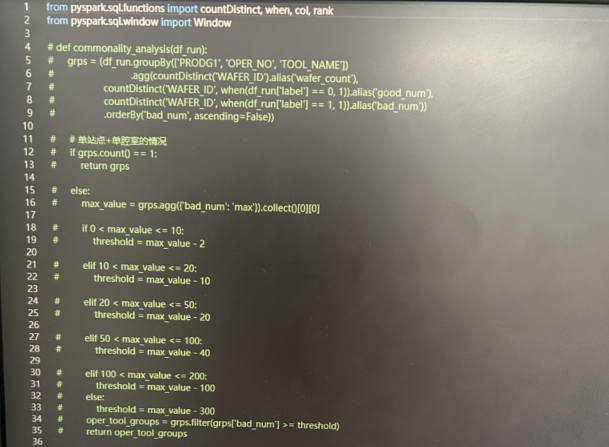 1 from pyspark.sql.functions import countDistinct, when, col, rank
2 from pyspark.sql.window import Window
3
4 # def commonality_analysis(df_run):
5 #     grps = (df_run.groupBy(['PRODG1', 'OPER_NO', 'TOOL_NAME'])
6 #                   .agg(countDistinct('WAFER_ID').alias('wafer_count'),
7 #             countDistinct('WAFER_ID', when(df_run['label'] == 0, 1)).alias('good_num'),
8 #             countDistinct('WAFER_ID', when(df_run['label'] == 1, 1)).alias('bad_num'))
9 #             .orderBy('bad_num', ascending=False))
10
11 #     # 单站点+单腔室的情况
12 #     if grps.count() == 1:
13 #         return grps
14
15 #     else:
16 #         max_value = grps.agg({'bad_num': 'max'}).collect()[0][0]
17
18 #         if 0 < max_value <= 10:
19 #             threshold = max_value - 2
20
21 #         elif 10 < max_value <= 20:
22 #             threshold = max_value - 10
23
24 #         elif 20 < max_value <= 50:
25 #             threshold = max_value - 20
26
27 #         elif 50 < max_value <= 100:
28 #             threshold = max_value - 40
29
30 #         elif 100 < max_value <= 200:
31 #             threshold = max_value - 100
32 #         else:
33 #             threshold = max_value - 300
34 #         oper_tool_groups = grps.filter(grps['bad_num'] >= threshold)
35 #         return oper_tool_groups
36